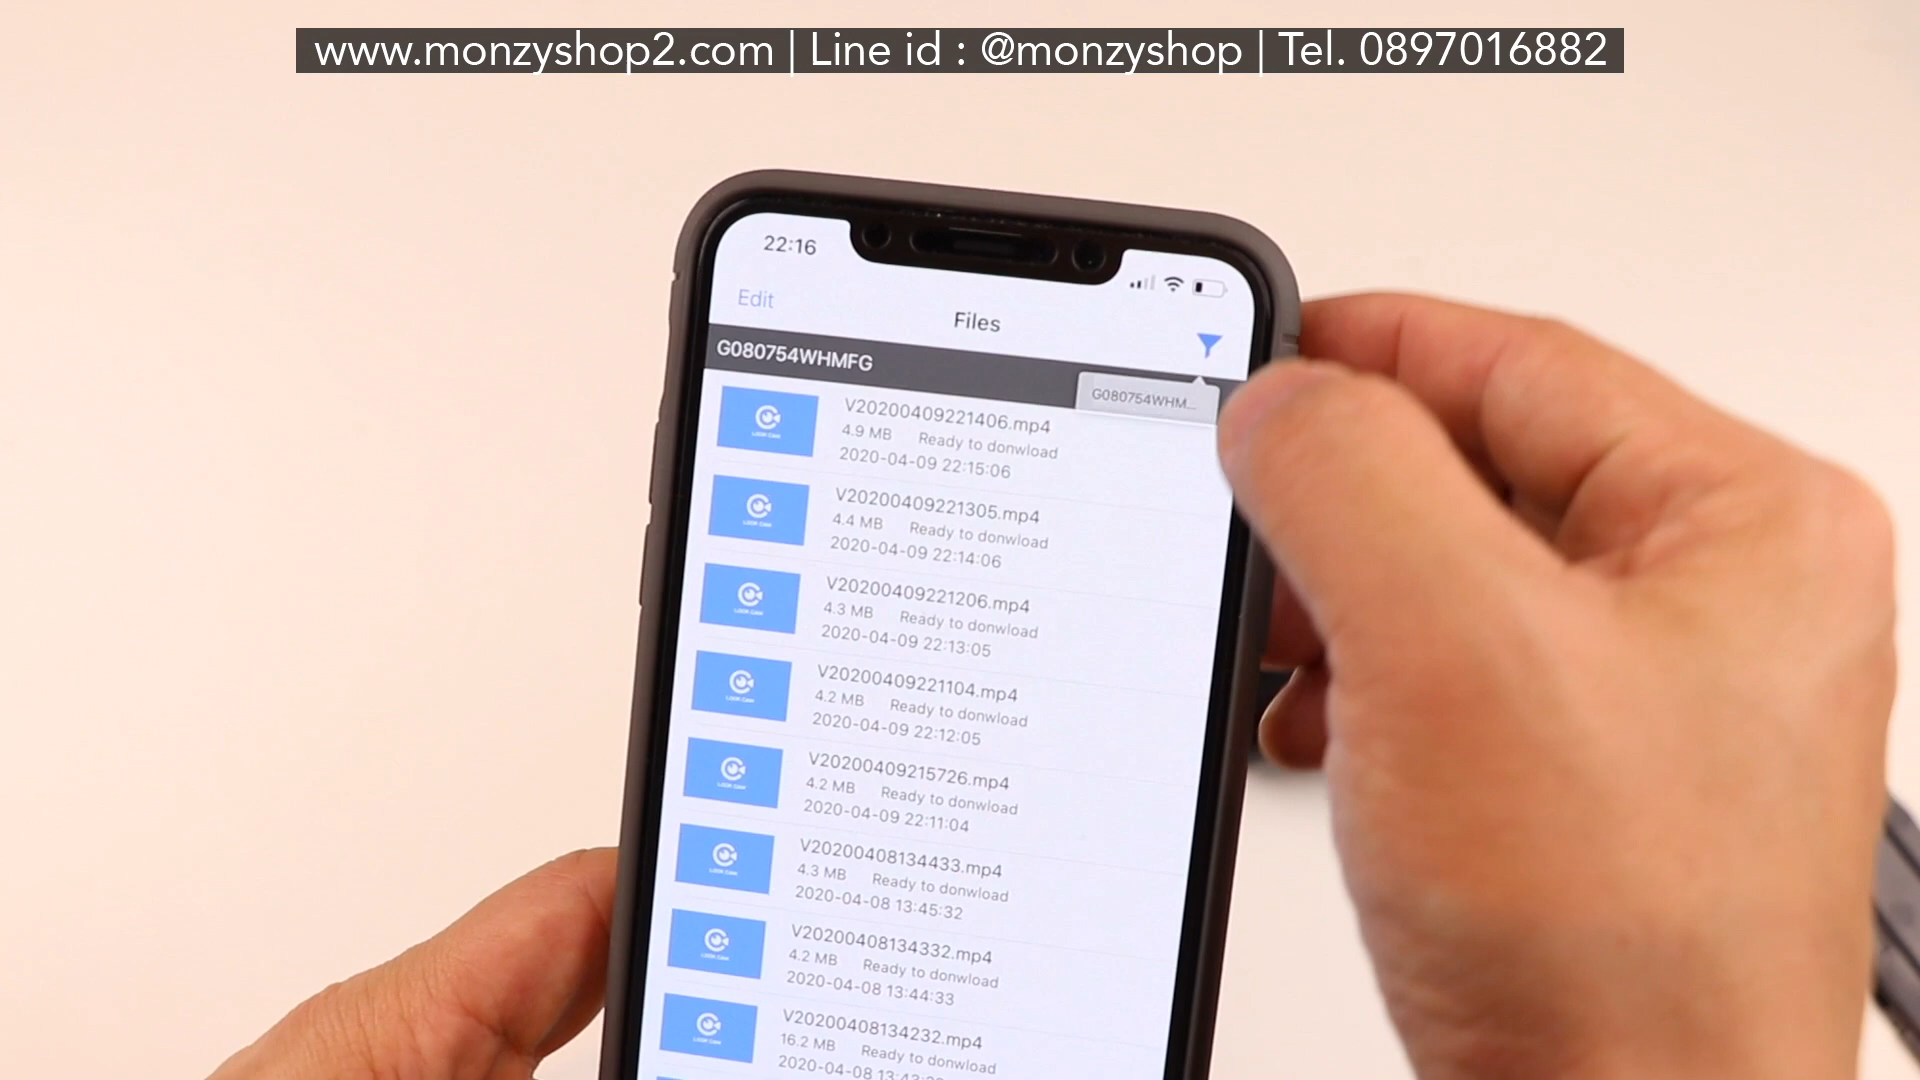 www.monzyshop2.com | Line id : @monzyshop | Tel. 0897016882
22:16
Edit
Files
G080754WHMFG
G080754WHM...
V20200409221406.mp4
4.9 MB Ready to donwload
2020-04-09 22:15:06
V20200409221305.mp4
4.4 MB Ready to donwload
2020-04-09 22:14:06
V20200409221206.mp4
4.3 MB Ready to donwload
2020-04-09 22:13:05
V20200409221104.mp4
4.2 MB Ready to donwload
2020-04-09 22:12:05
V20200409215726.mp4
4.2 MB Ready to donwload
2020-04-09 22:11:04
V20200408134433.mp4
4.3 MB Ready to donwload
2020-04-08 13:45:32
V20200408134332.mp4
4.2 MB Ready to donwload
2020-04-08 13:44:33
V20200408134232.mp4
16.2 MB Ready to donwload
2020-04-08